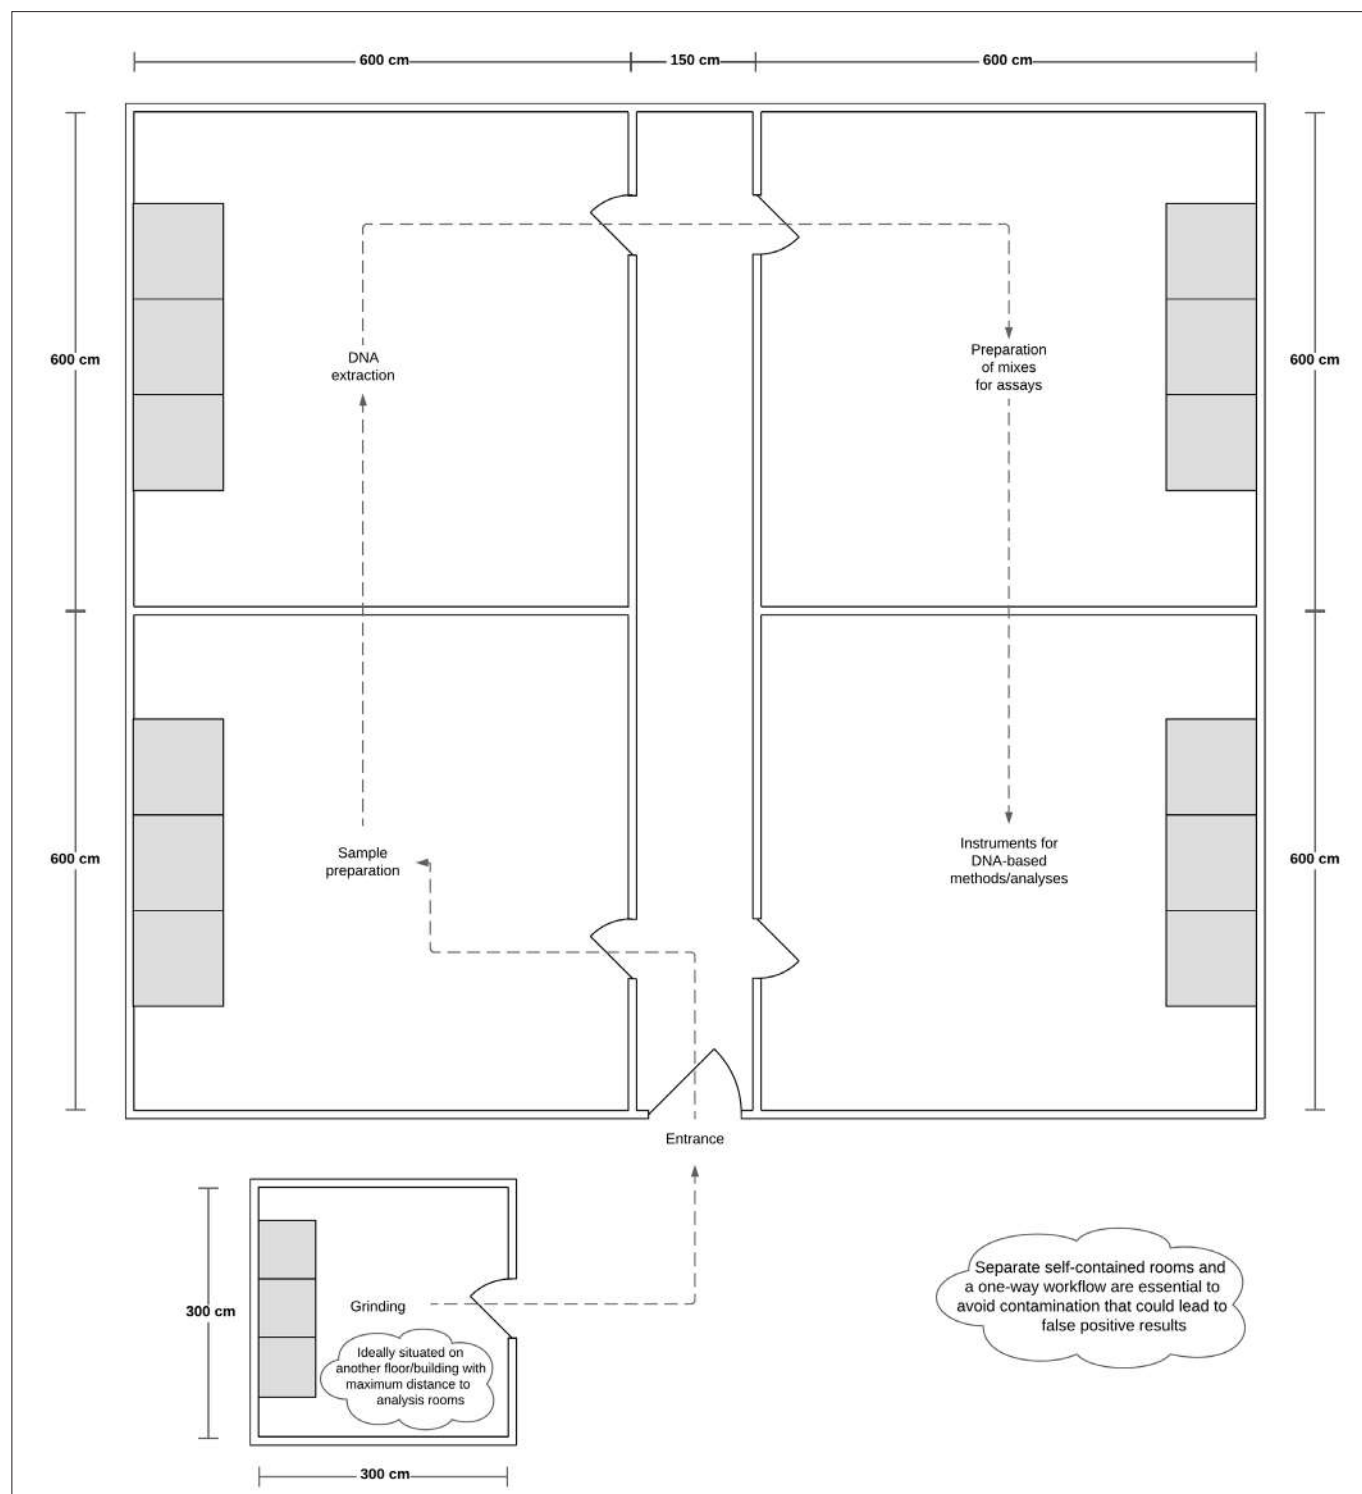 600 cm
150 cm
600 cm
600 cm
600 cm
DNA
extraction
Preparation
of mixes
for assays
600 cm
600 cm
Sample
preparation
Instruments for
DNA-based
methods/analyses
Entrance
300 cm
Grinding
Ideally situated on
another floor/building with
maximum distance to
analysis rooms
300 cm
Separate self-contained rooms and
a one-way workflow are essential to
avoid contamination that could lead to
false positive results